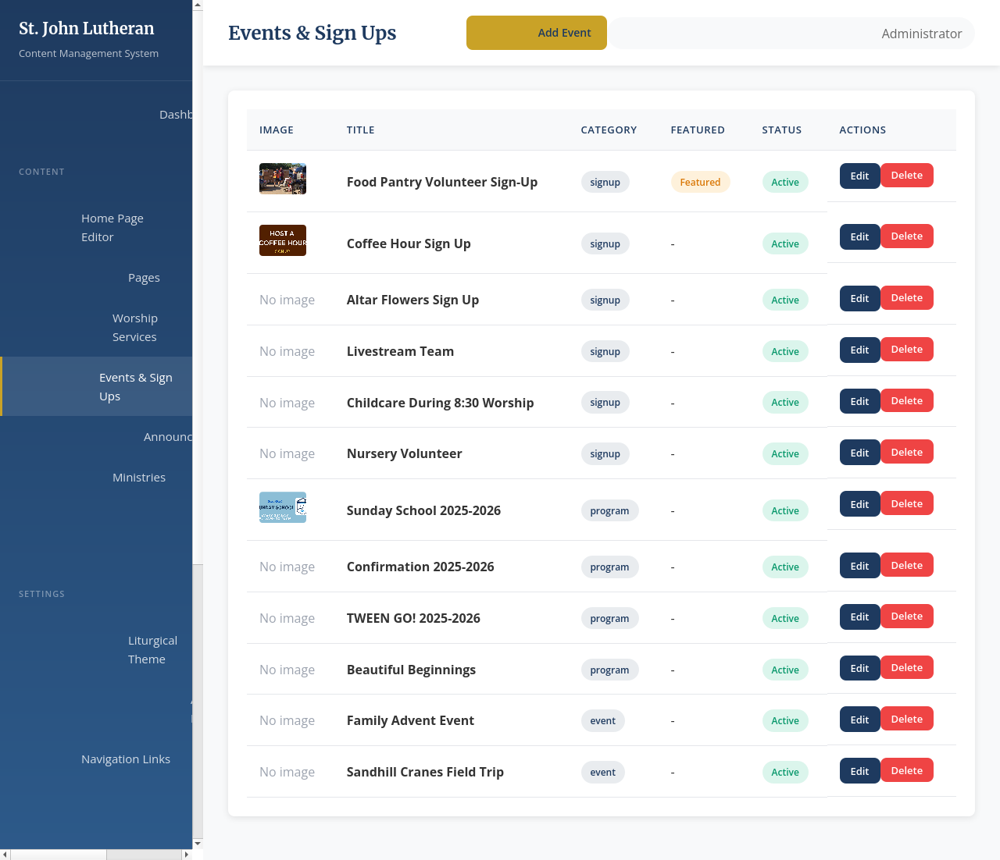 St. John Lutheran
Content Management System
Events & Sign Ups
Add Event
Administrator
CONTENT
Home Page
Editor
Pages
Worship
Services
Events & Sign
Ups
Ministries
SETTINGS
Liturgical
Theme
Navigation Links
IMAGE TITLE CATEGORY FEATURED STATUS ACTIONS
Food Pantry Volunteer Sign-Up signup Featured Active Edit Delete
HOST A
COFFEE HOUR
Coffee Hour Sign Up signup - Active Edit Delete
No image Altar Flowers Sign Up signup - Active Edit Delete
No image Livestream Team signup - Active Edit Delete
No image Childcare During 8:30 Worship signup - Active Edit Delete
No image Nursery Volunteer signup - Active Edit Delete
Sunday School 2025-2026 program - Active Edit Delete
No image Confirmation 2025-2026 program - Active Edit Delete
No image TWEEN GO! 2025-2026 program - Active Edit Delete
No image Beautiful Beginnings program - Active Edit Delete
No image Family Advent Event event - Active Edit Delete
No image Sandhill Cranes Field Trip event - Active Edit Delete